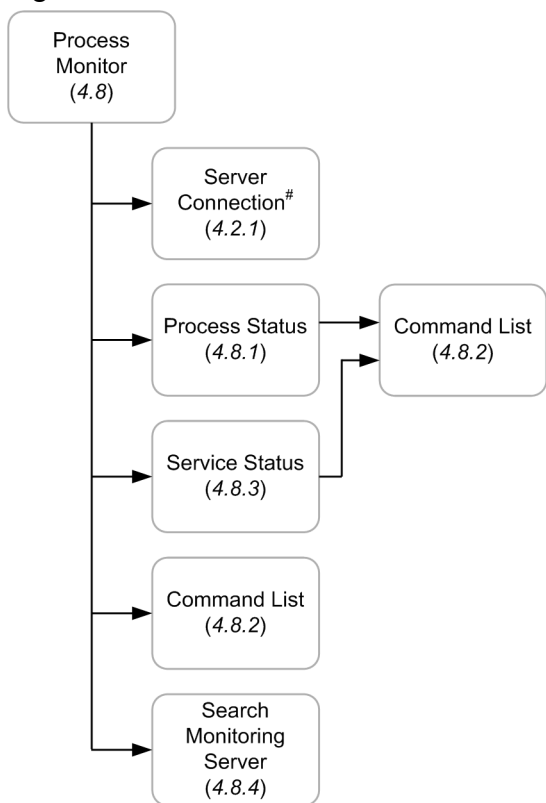 Process
Monitor
(4.8)
Server
Connection#
(4.2.1)
Process Status
(4.8.1)
Command List
(4.8.2)
Service Status
(4.8.3)
Command List
(4.8.2)
Search
Monitoring
Server
(4.8.4)